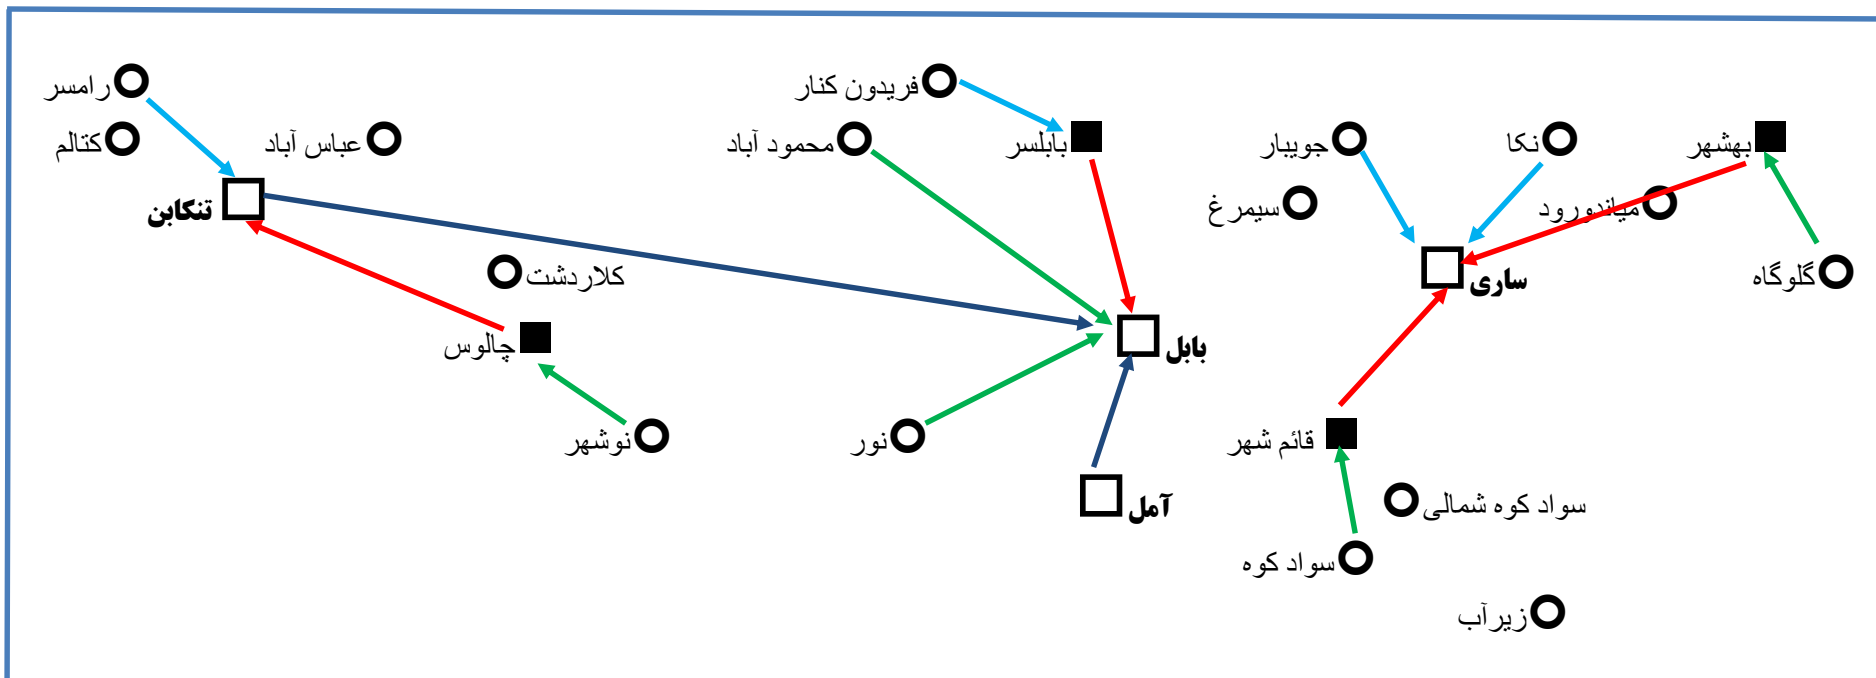 رامسر
فریدون کنار
کتالم
عباس آباد
محمود آباد
بابلسر
جویبار
نکا
بهشهر
تنکابن
سیمرغ
میاندورود
کلاردشت
ساری
گلوگاه
چالوس
بابل
نوشهر
نور
قائم شهر
آمل
سواد کوه شمالی
سواد کوه
زیرآب